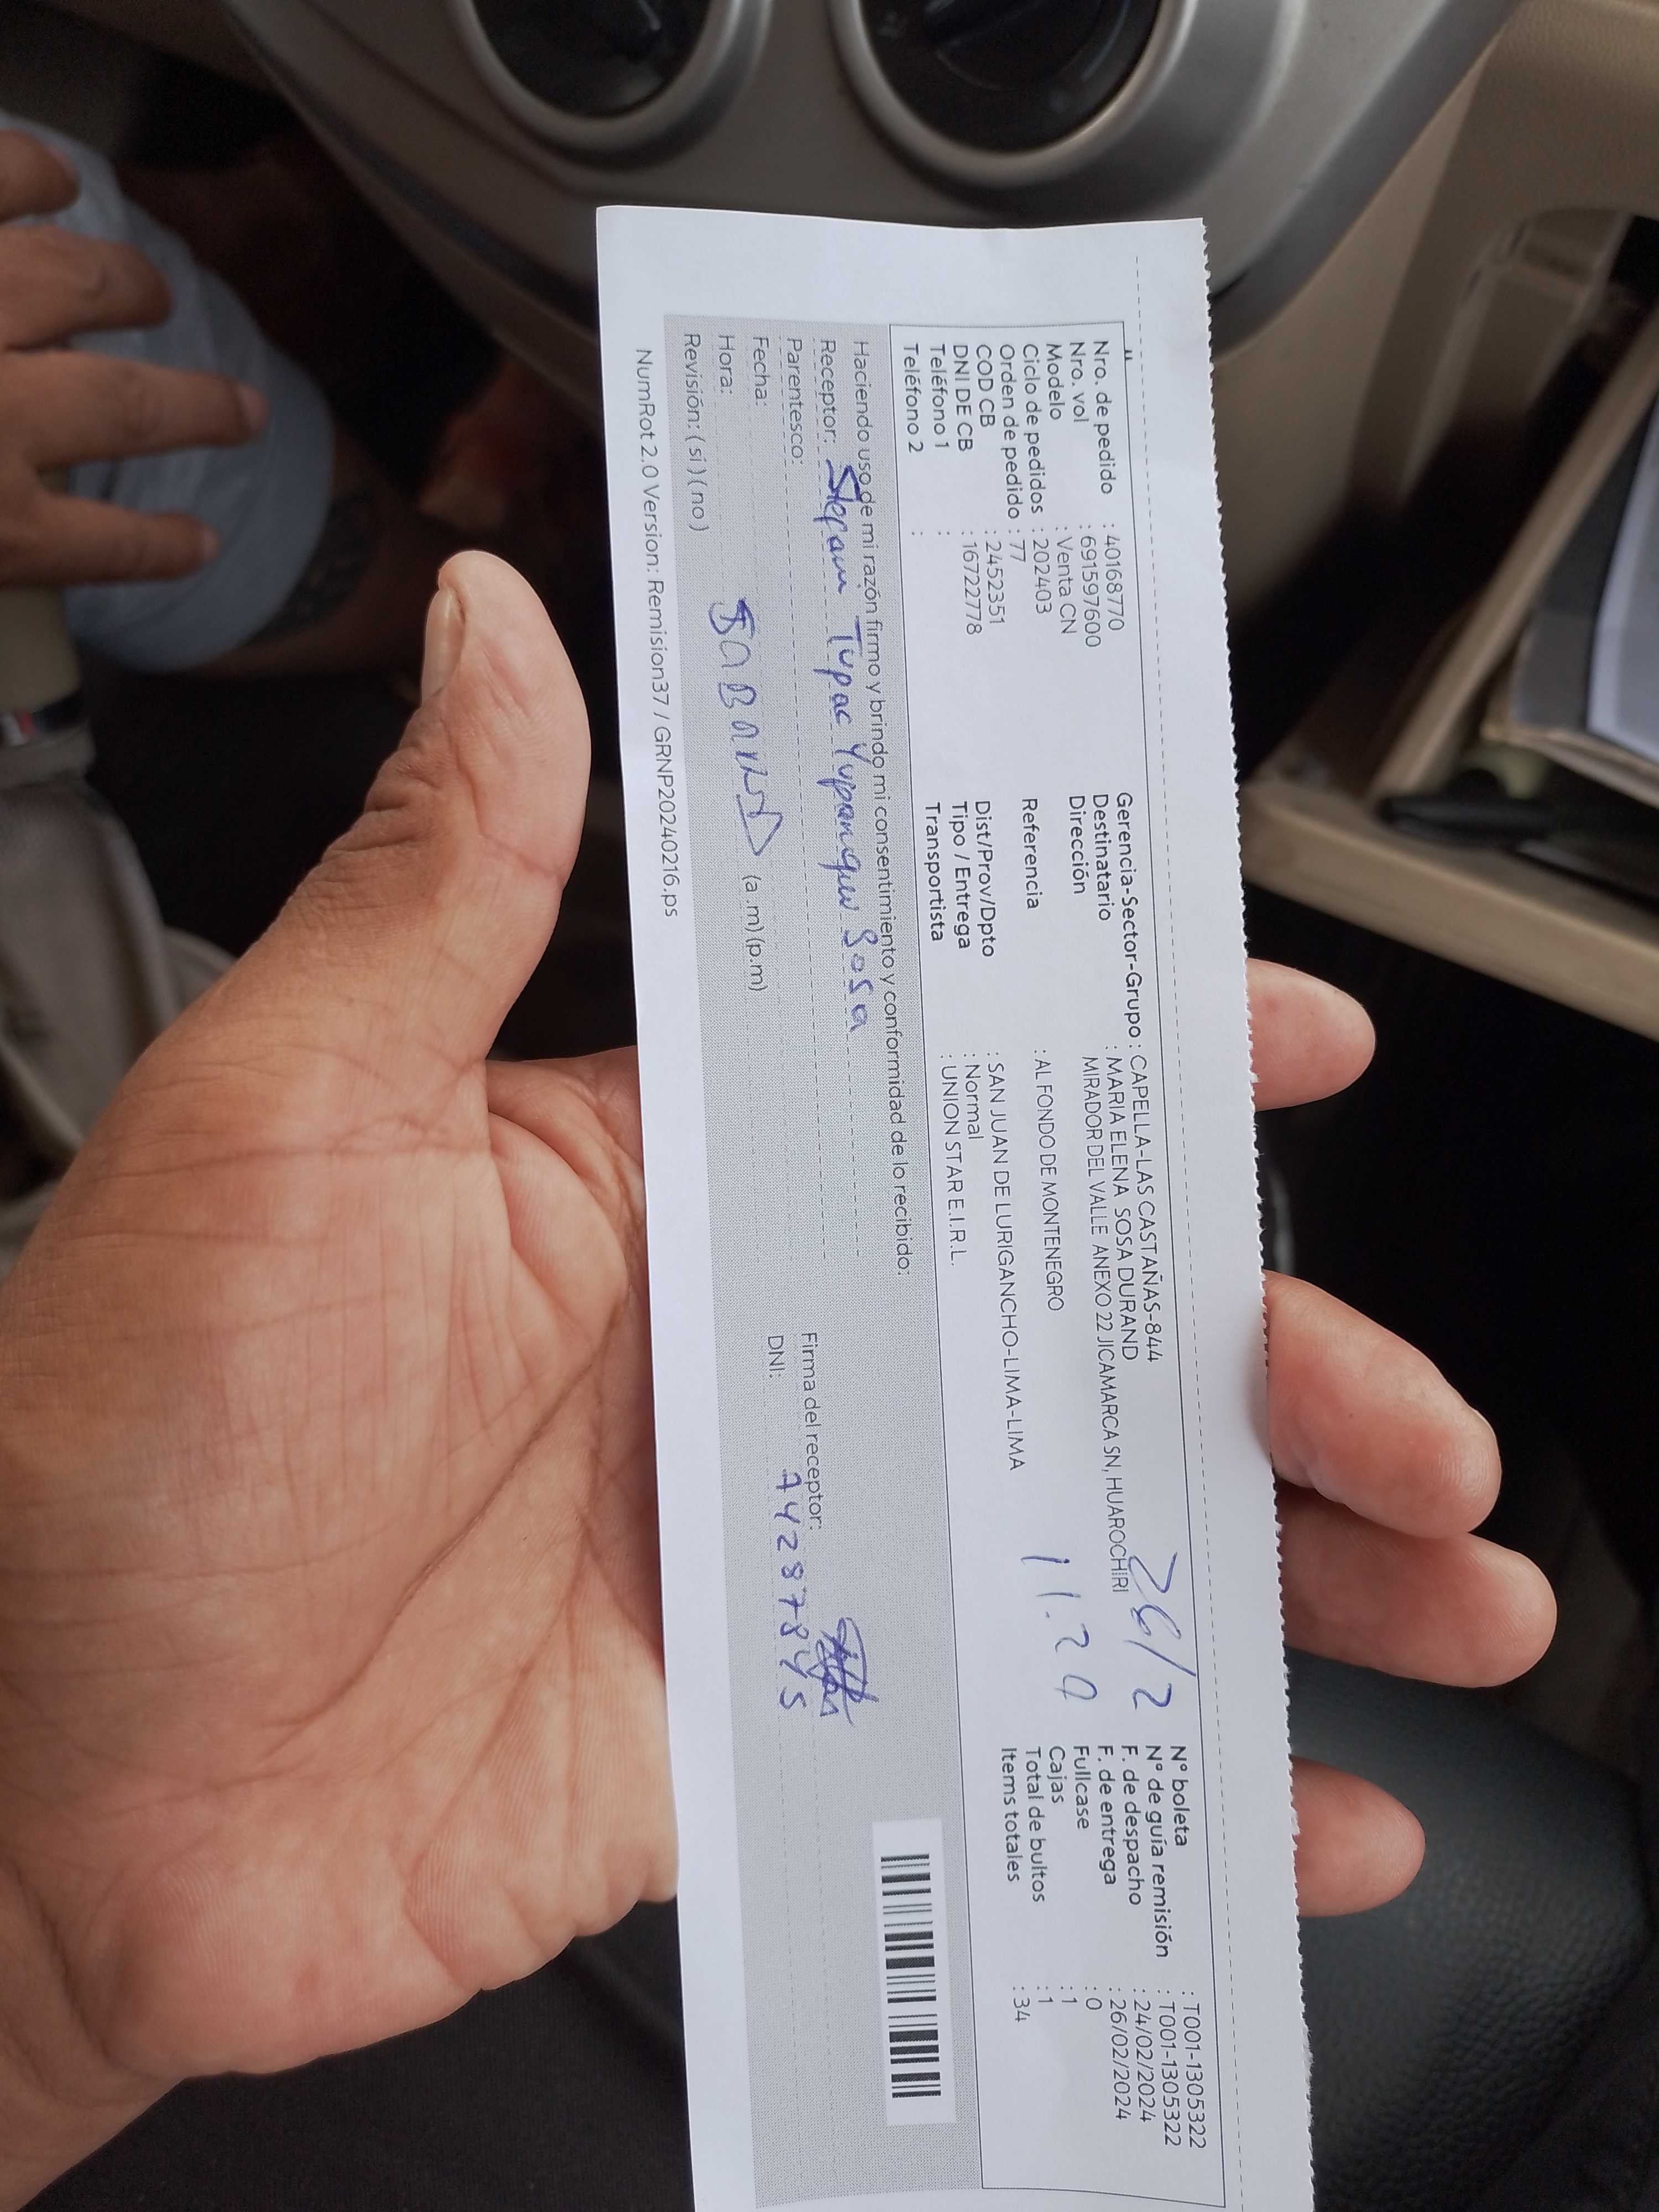 Nro. de pedido : 40168770
Nro. vol : 691597600
Modelo : Venta CN
Ciclo de pedidos : 202403
Orden de pedido : 77
COD CB : 2452351
DNI DE CB : 16722778
Teléfono 1 :
Teléfono 2 :
Gerencia-Sector-Grupo : CAPELLA-LAS CASTAÑAS-844
Destinatario : MARIA ELENA SOSA DURAND
Dirección MIRADOR DEL VALLE ANEXO 22 JICAMARCA SN, HUAROCHIRI
Referencia : AL FONDO DE MONTENEGRO
Dist/Prov/Dpto : SAN JUAN DE LURIGANCHO-LIMA-LIMA
Tipo / Entrega : Normal
Transportista : UNION STAR E.I.R.L.
26/2
11.20
N° boleta : T001-1305322
N° de guía remisión : T001-1305322
F. de despacho : 24/02/2024
F. de entrega : 26/02/2024
Fullcase : 0
Cajas : 1
Total de bultos : 1
Items totales : 34
Haciendo uso de mi razón firmo y brindo mi consentimiento y conformidad de lo recibido:
Receptor: Tupac Yupanqui Sosa
Parentesco:
Fecha:
Hora: (a.m) (p.m)
Revisión: ( si ) ( no )
Firma del receptor:
DNI: 74287845
NumRot 2.0 Version: Remision37 / GRNP20240216.ps